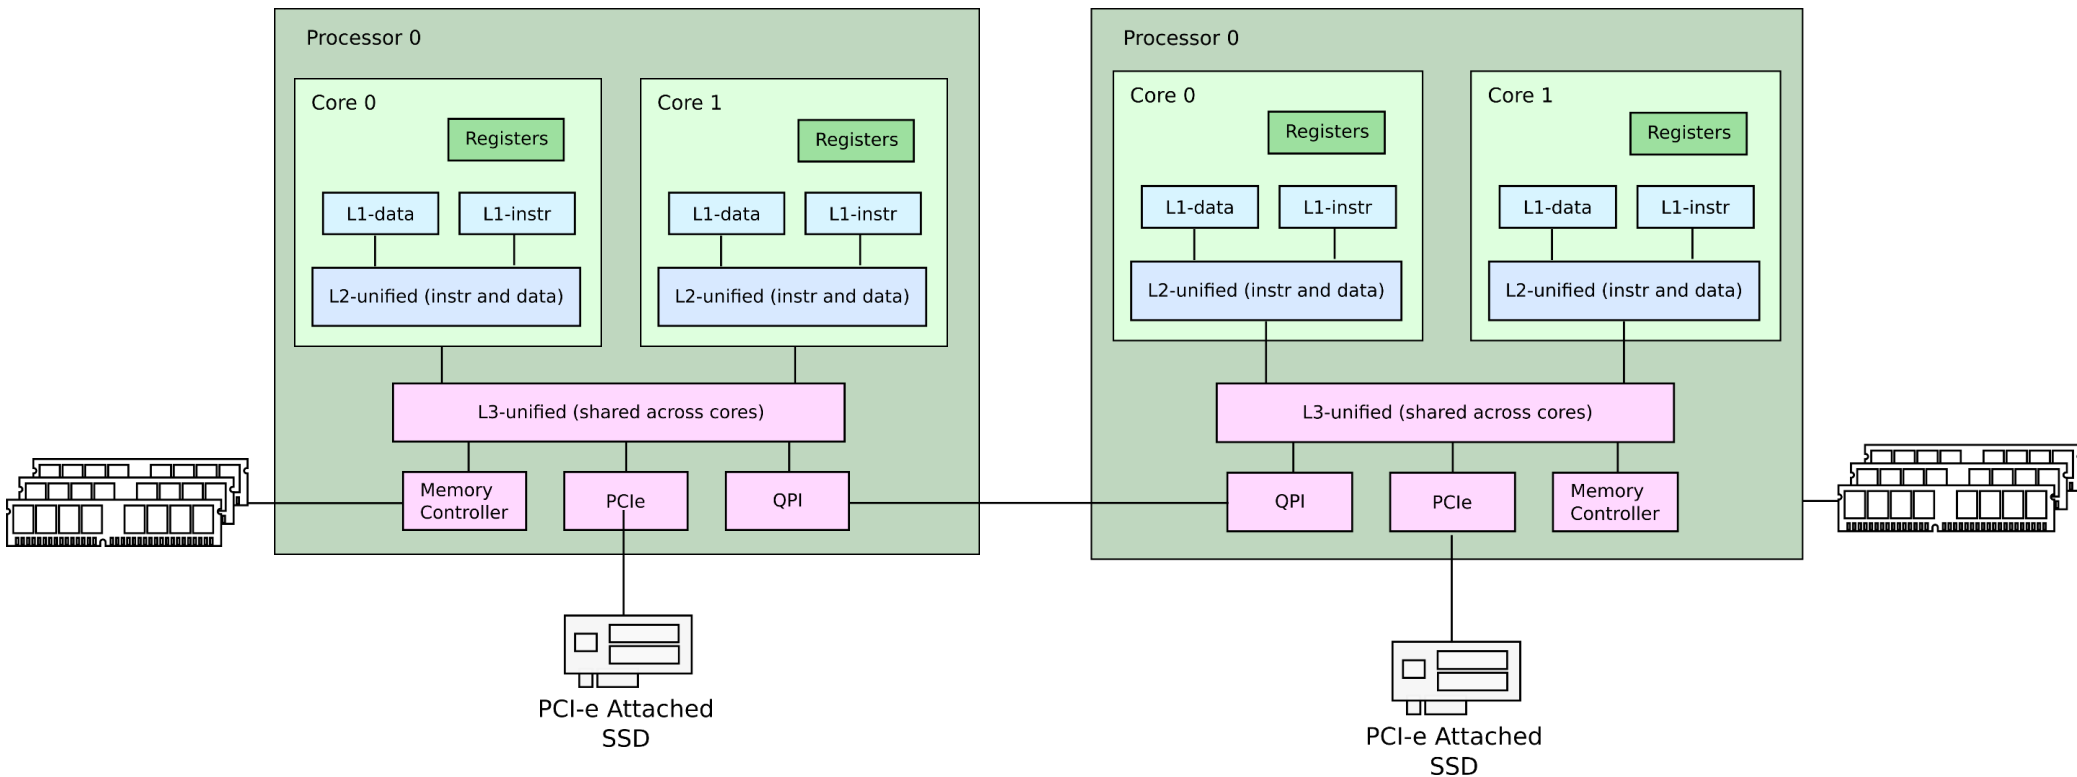 Processor 0
Core 0
Registers
L1-data
L1-instr
L2-unified (instr and data)
Core 1
Registers
L1-data
L1-instr
L2-unified (instr and data)
L3-unified (shared across cores)
Memory
Controller
PCIe
QPI
PCI-e Attached
SSD
Processor 0
Core 0
Registers
L1-data
L1-instr
L2-unified (instr and data)
Core 1
Registers
L1-data
L1-instr
L2-unified (instr and data)
L3-unified (shared across cores)
QPI
PCIe
Memory
Controller
PCI-e Attached
SSD